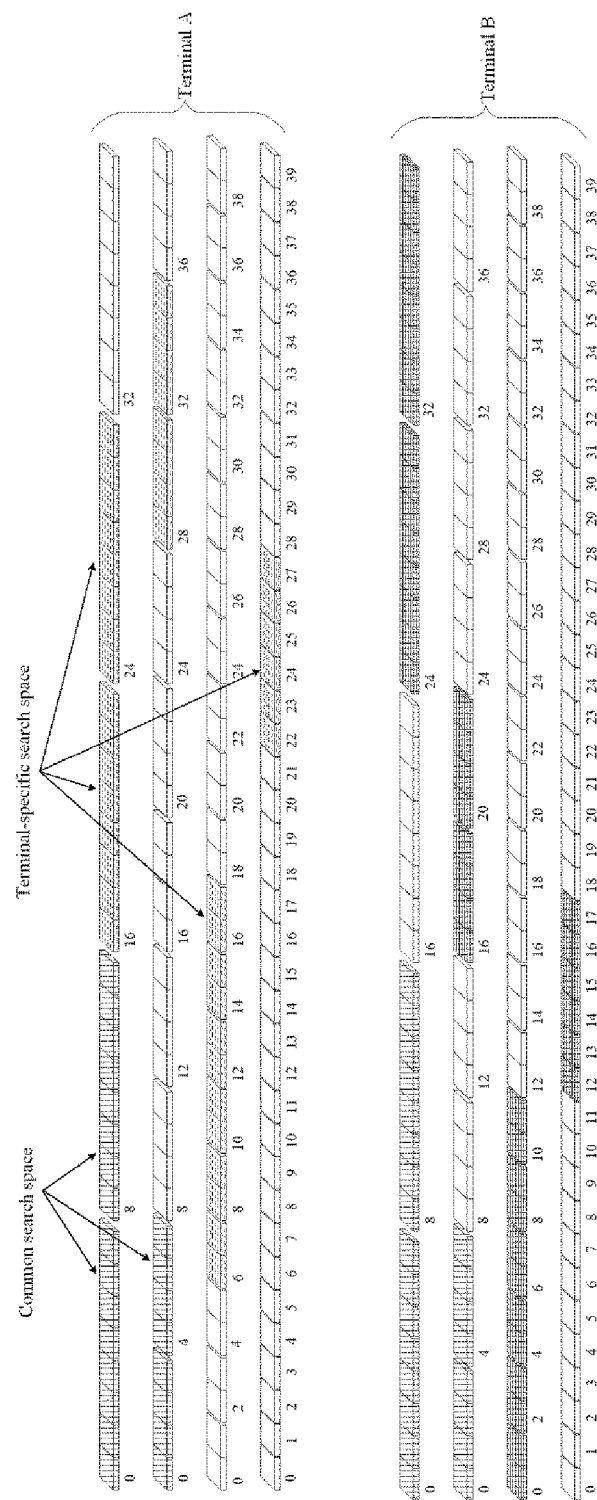 Common search space
Terminal-specific search space
0 8 16 24 32
0 4 8 12 16 20 24 28 32 36
0 2 4 6 8 10 12 14 16 18 20 22 24 26 28 30 32 34 36 38
0 1 2 3 4 5 6 7 8 9 10 11 12 13 14 15 16 17 18 19 20 21 22 23 24 25 26 27 28 29 30 31 32 33 34 35 36 37 38 39
Terminal A
0 8 16 24 32
0 4 8 12 16 20 24 28 32 36
0 2 4 6 8 10 12 14 16 18 20 22 24 26 28 30 32 34 36 38
0 1 2 3 4 5 6 7 8 9 10 11 12 13 14 15 16 17 18 19 20 21 22 23 24 25 26 27 28 29 30 31 32 33 34 35 36 37 38 39
Terminal B